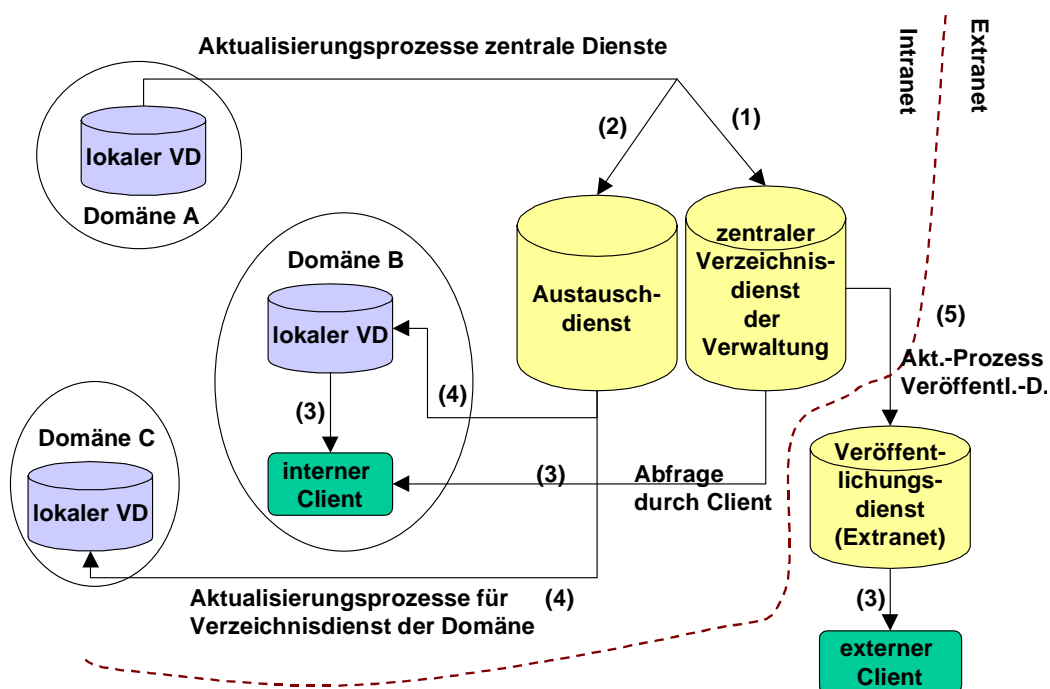 Aktualisierungsprozesse zentrale Dienste
Extranet
Intranet
(2)
(1)
lokaler VD
Domäne A
zentraler
Verzeichnis-
dienst
der
Verwaltung
Austausch-
dienst
Domäne B
lokaler VD
(5)
Akt.-Prozess
Veröffentl.-D.
(4)
(3)
Domäne C
lokaler VD
interner
Client
(3)
Abfrage
durch Client
Veröffent-
lichungs-
dienst
(Extranet)
Aktualisierungsprozesse für
Verzeichnisdienst der Domäne
(4)
(3)
externer
Client